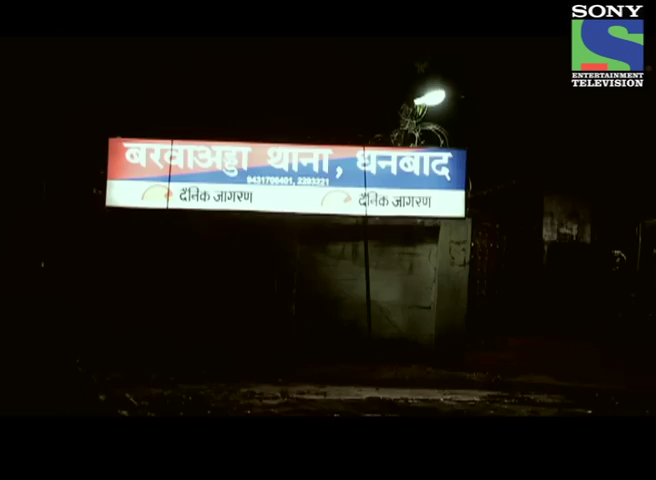 SONY
ENTERTAINMENT
TELEVISION
बरवाअड्डा थाना, धनबाद
9431706401, 2293221
दैनिक जागरण दैनिक जागरण